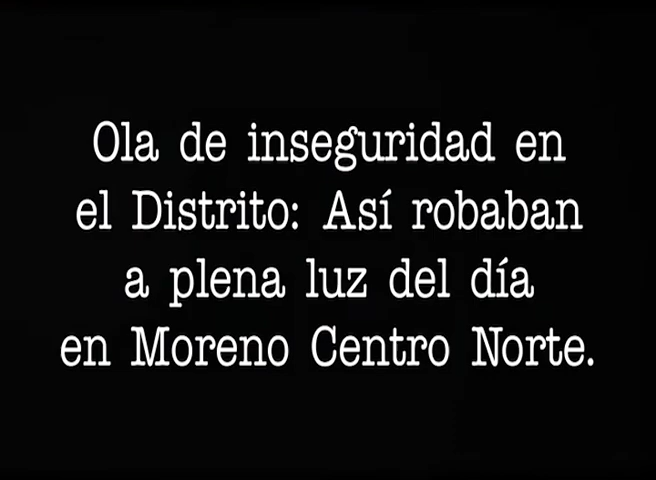 Ola de inseguridad en
el Distrito: Así robaban
a plena luz del día
en Moreno Centro Norte.